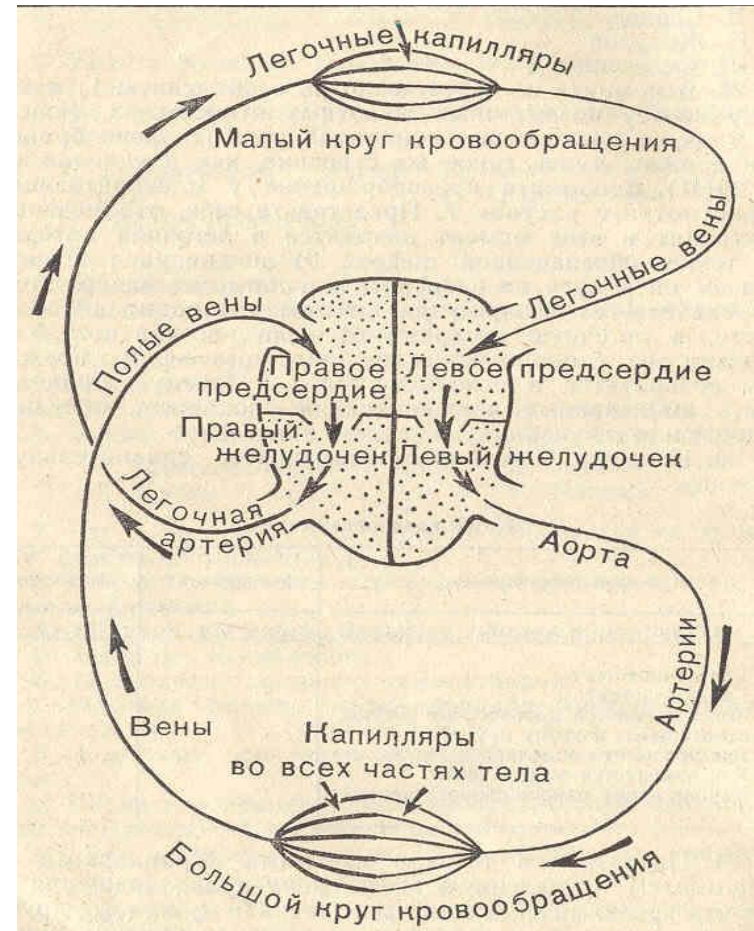 Легочные капилляры
Малый круг кровообращения
Легочные вены
Полые вены
Правое предсердие
Левое предсердие
Правый желудочек
Левый желудочек
Легочная артерия
Аорта
Артерии
Вены
Капилляры
во всех частях тела
Большой круг кровообращения